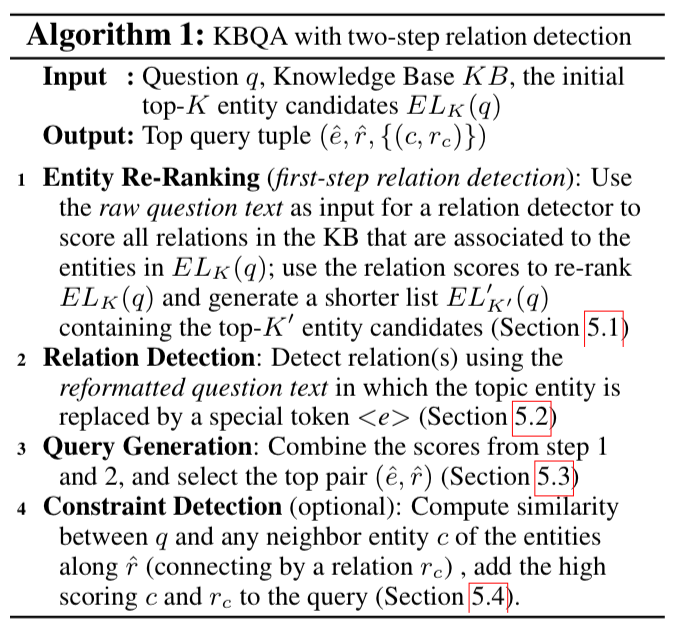 Algorithm 1: KBQA with two-step relation detection
Input : Question q, Knowledge Base KB, the initial
top-K entity candidates EL_K(q)
Output: Top query tuple (ê, r̂, {(c, r_c)})
1 Entity Re-Ranking (first-step relation detection): Use
the raw question text as input for a relation detector to
score all relations in the KB that are associated to the
entities in EL_K(q); use the relation scores to re-rank
EL_K(q) and generate a shorter list EL'_{K'}(q)
containing the top-K' entity candidates (Section 5.1)
2 Relation Detection: Detect relation(s) using the
reformatted question text in which the topic entity is
replaced by a special token <e> (Section 5.2)
3 Query Generation: Combine the scores from step 1
and 2, and select the top pair (ê, r̂) (Section 5.3)
4 Constraint Detection (optional): Compute similarity
between q and any neighbor entity c of the entities
along r̂ (connecting by a relation r_c) , add the high
scoring c and r_c to the query (Section 5.4).